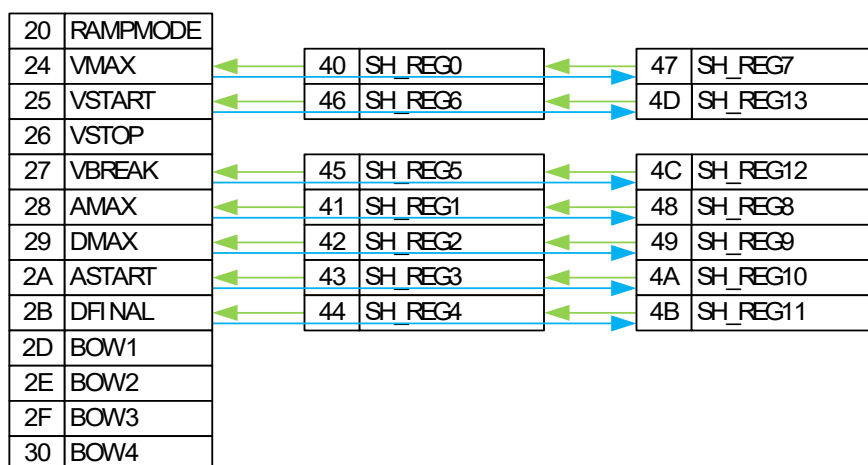 20 RAMPMODE
24 VMAX 40 SH_REG0 47 SH_REG7
25 VSTART 46 SH_REG6 4D SH_REG13
26 VSTOP
27 VBREAK 45 SH_REG5 4C SH_REG12
28 AMAX 41 SH_REG1 48 SH_REG8
29 DMAX 42 SH_REG2 49 SH_REG9
2A ASTART 43 SH_REG3 4A SH_REG10
2B DFINAL 44 SH_REG4 4B SH_REG11
2D BOW1
2E BOW2
2F BOW3
30 BOW4